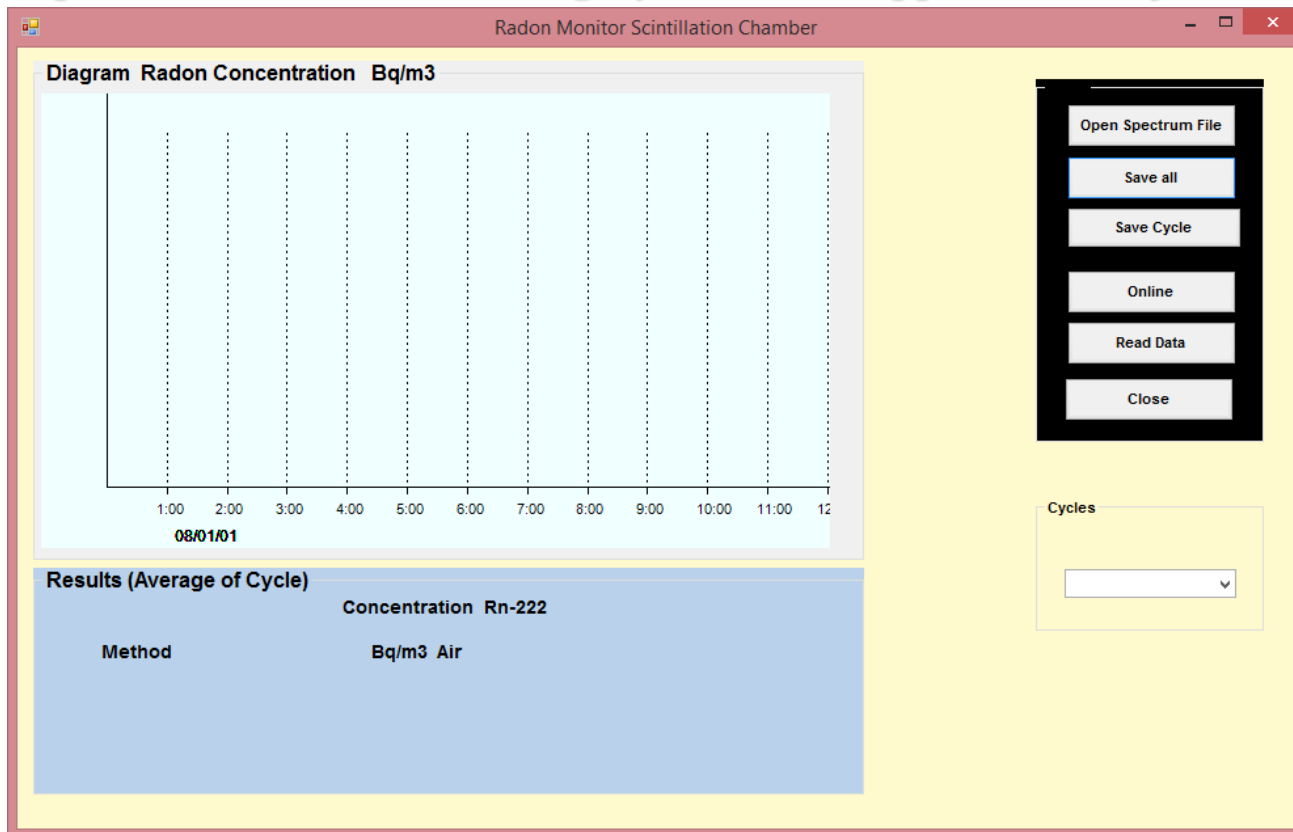 Radon Monitor Scintillation Chamber
Diagram Radon Concentration Bq/m3
1:00 2:00 3:00 4:00 5:00 6:00 7:00 8:00 9:00 10:00 11:00 12
08/01/01
Results (Average of Cycle)
Concentration Rn-222
Method Bq/m3 Air
Open Spectrum File
Save all
Save Cycle
Online
Read Data
Close
Cycles